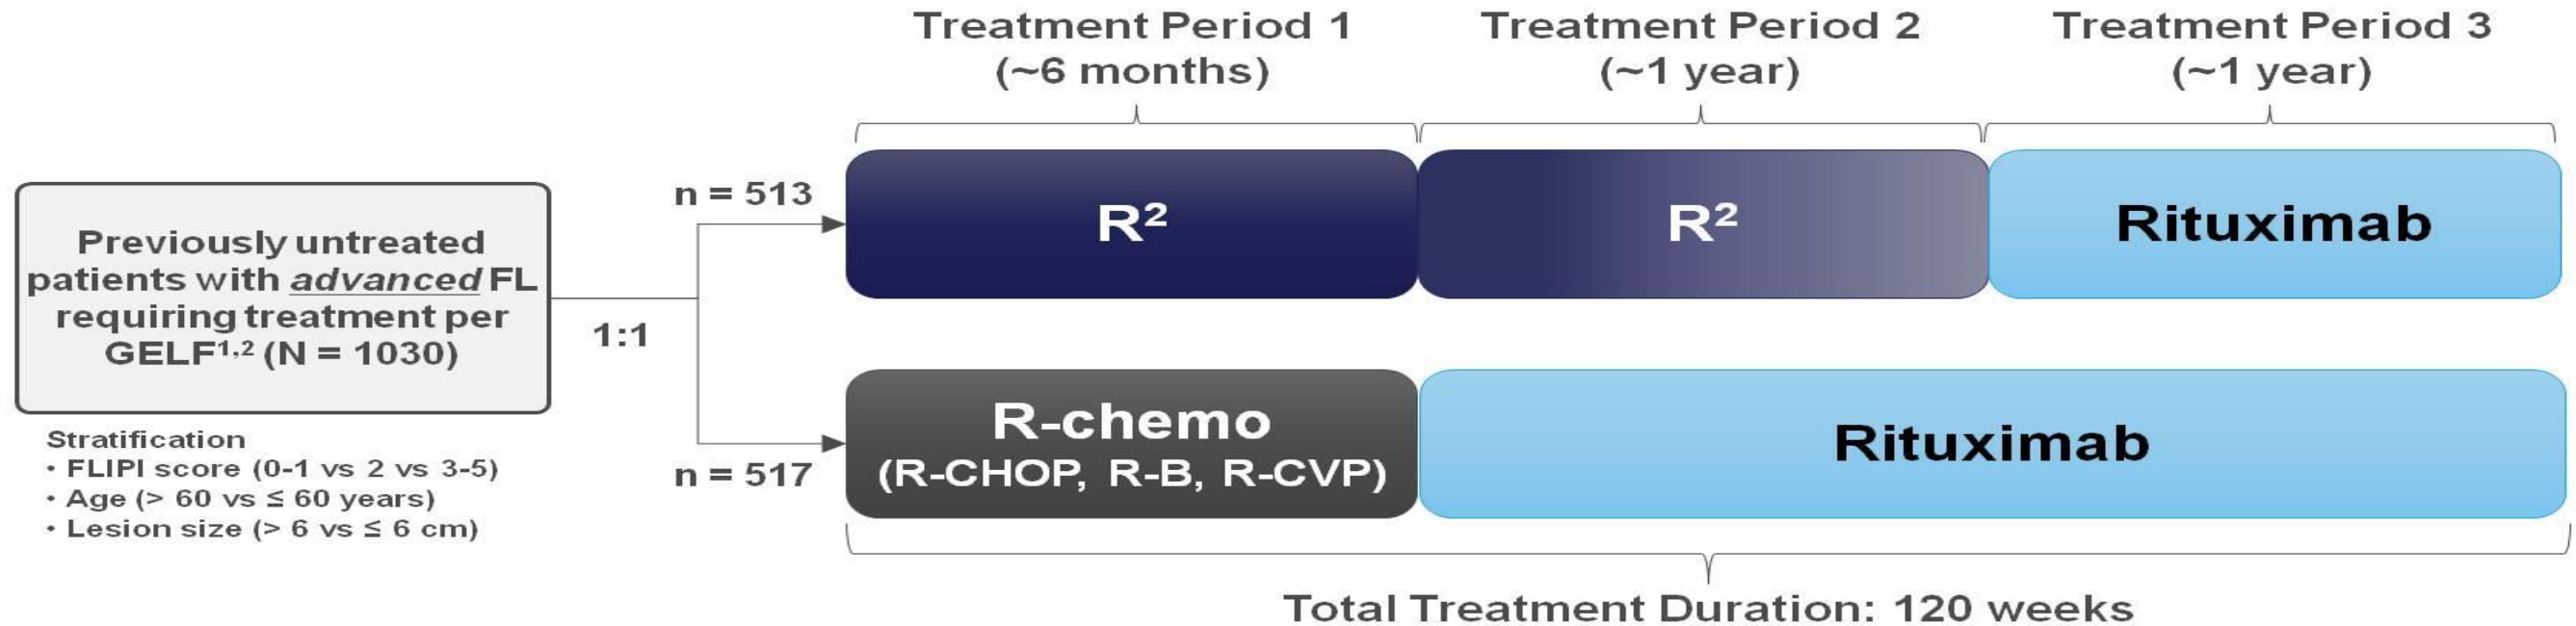 Treatment Period 1
(~6 months)
Treatment Period 2
(~1 year)
Treatment Period 3
(~1 year)
Previously untreated
patients with advanced FL
requiring treatment per
GELF¹,² (N = 1030)
1:1
n = 513
R²
R²
Rituximab
n = 517
R-chemo
(R-CHOP, R-B, R-CVP)
Rituximab
Stratification
• FLIPI score (0-1 vs 2 vs 3-5)
• Age (> 60 vs ≤ 60 years)
• Lesion size (> 6 vs ≤ 6 cm)
Total Treatment Duration: 120 weeks